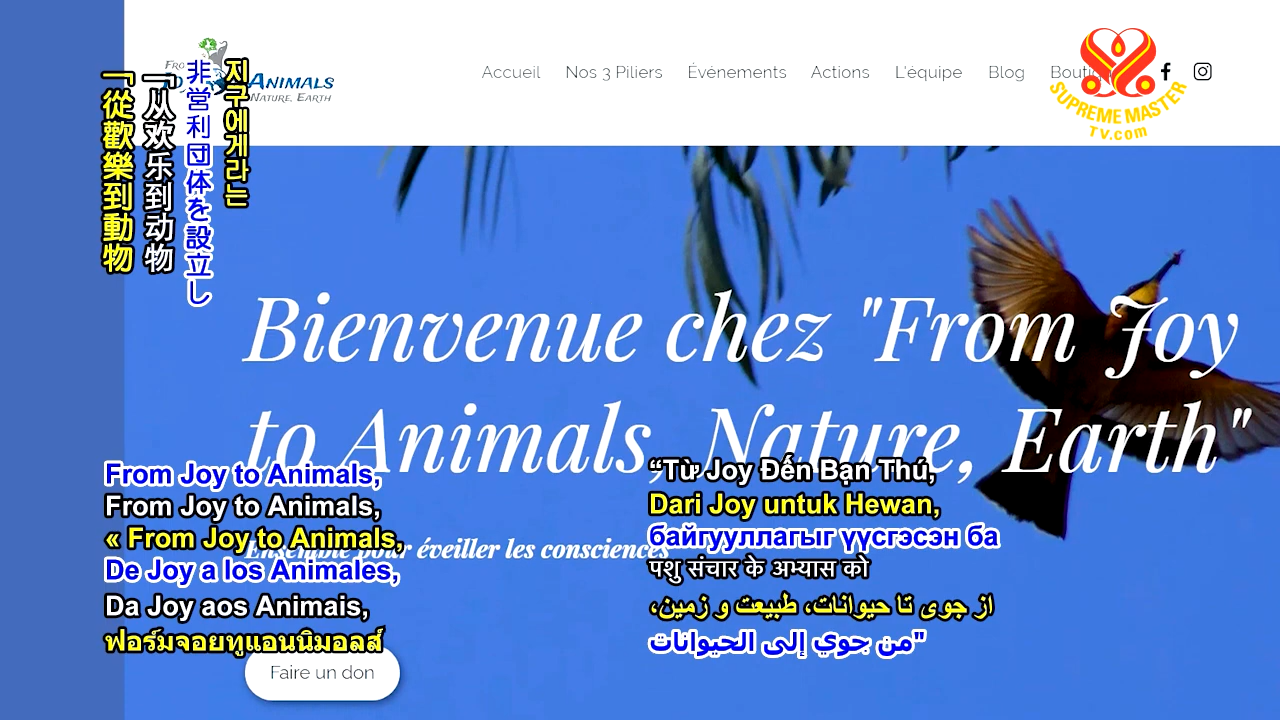 From
Animals
Nature, Earth
Accueil
Nos 3 Piliers
Événements
Actions
L'équipe
Blog
SUPREME MASTER
TV.com
「從歡樂到動物
「从欢乐到动物
非営利団体を設立し
지구에게라는
Bienvenue chez "From Joy
to Animals, Nature, Earth"
Ensemble pour éveiller les consciences
From Joy to Animals,
From Joy to Animals,
« From Joy to Animals,
De Joy a los Animales,
Da Joy aos Animais,
ฟอร์มจอยทูแอนนิมอลส์
“Từ Joy Đến Bạn Thú,
Dari Joy untuk Hewan,
байгууллагыг үүсгэсэн ба
पशु संचार के अभ्यास को
از جوی تا حیوانات، طبیعت و زمین،
"من جوي إلى الحيوانات
Faire un don